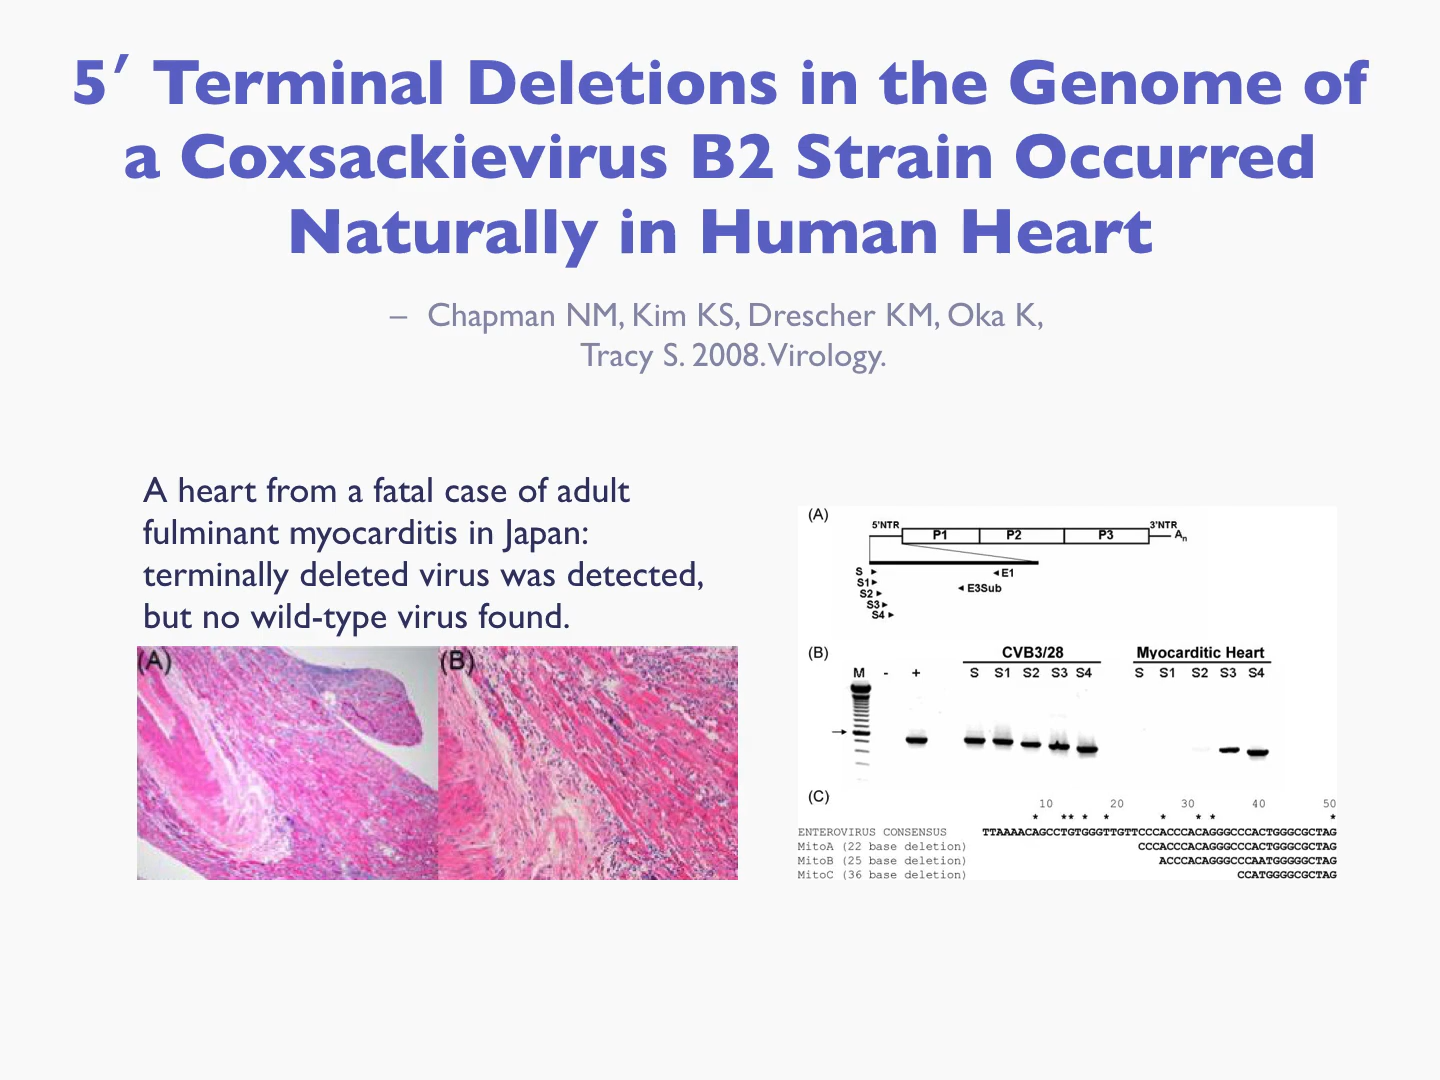 5′ Terminal Deletions in the Genome of
a Coxsackievirus B2 Strain Occurred
Naturally in Human Heart
– Chapman NM, Kim KS, Drescher KM, Oka K,
Tracy S. 2008. Virology.
A heart from a fatal case of adult
fulminant myocarditis in Japan:
terminally deleted virus was detected,
but no wild-type virus found.
(A) (B)
(A)
5'NTR P1 P2 P3 3'NTR An
S E1
S1
S2 E3Sub
S3
S4
(B) CVB3/28 Myocarditic Heart
M - + S S1 S2 S3 S4 S S1 S2 S3 S4
(C)
10 20 30 40 50
* ** * * * * * *
ENTEROVIRUS CONSENSUS TTAAAACAGCCTGTGGGTTGTTCCCACCCACAGGGCCCACTGGGCGCTAG
MitoA (22 base deletion) CCCACCCACAGGGCCCACTGGGCGCTAG
MitoB (25 base deletion) ACCCACAGGGCCCAATGGGGGCTAG
MitoC (36 base deletion) CCATGGGGCGCTAG